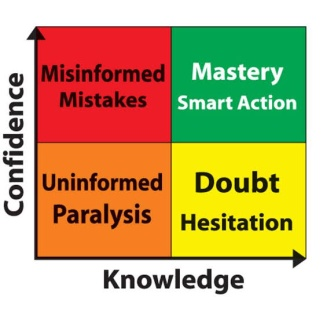 Confidence
Misinformed
Mistakes
Mastery
Smart Action
Uninformed
Paralysis
Doubt
Hesitation
Knowledge